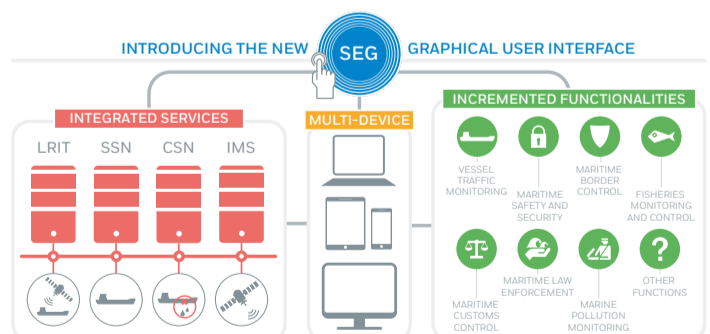 INTRODUCING THE NEW SEG GRAPHICAL USER INTERFACE
INTEGRATED SERVICES
LRIT SSN CSN IMS
MULTI-DEVICE
INCREMENTED FUNCTIONALITIES
VESSEL
TRAFFIC
MONITORING
MARITIME
SAFETY AND
SECURITY
MARITIME
BORDER
CONTROL
FISHERIES
MONITORING
AND CONTROL
MARITIME
CUSTOMS
CONTROL
MARITIME LAW
ENFORCEMENT
MARINE
POLLUTION
MONITORING
?
OTHER
FUNCTIONS